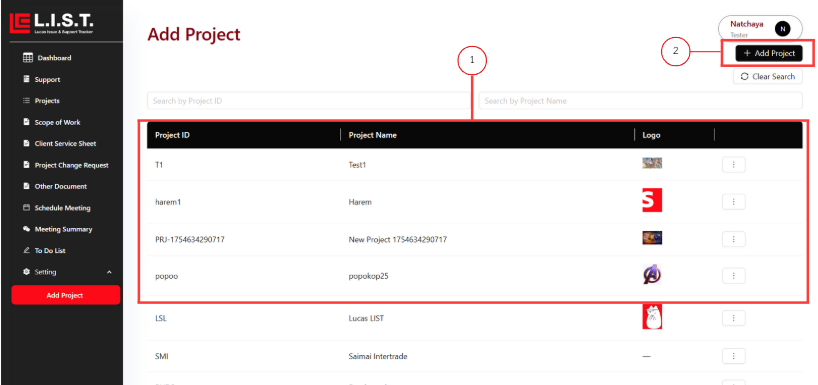 L.I.S.T.
Lucas Issue & Support Tracker
Dashboard
Support
Projects
Scope of Work
Client Service Sheet
Project Change Request
Other Document
Schedule Meeting
Meeting Summary
To Do List
Setting
Add Project
Add Project
Natchaya
Tester
N
1
2
+ Add Project
Clear Search
Search by Project ID
Search by Project Name
Project ID Project Name Logo
T1 Test1
harem1 Harem S
PRJ-1754634290717 New Project 1754634290717
popoo popokop25
LSL Lucas LIST
SMI Saimai Intertrade —